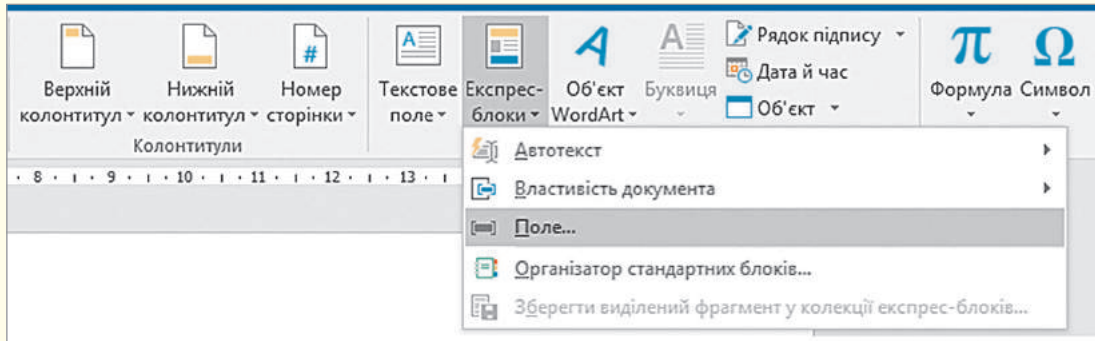 Верхній колонтитул
Нижній колонтитул
Номер сторінки
Колонтитули
Текстове поле
Експрес-блоки
Об'єкт WordArt
Буквиця
Рядок підпису
Дата й час
Об'єкт
Формула
Символ
8 9 10 11 12 13
Автотекст
Властивість документа
Поле...
Організатор стандартних блоків...
Зберегти виділений фрагмент у колекції експрес-блоків...